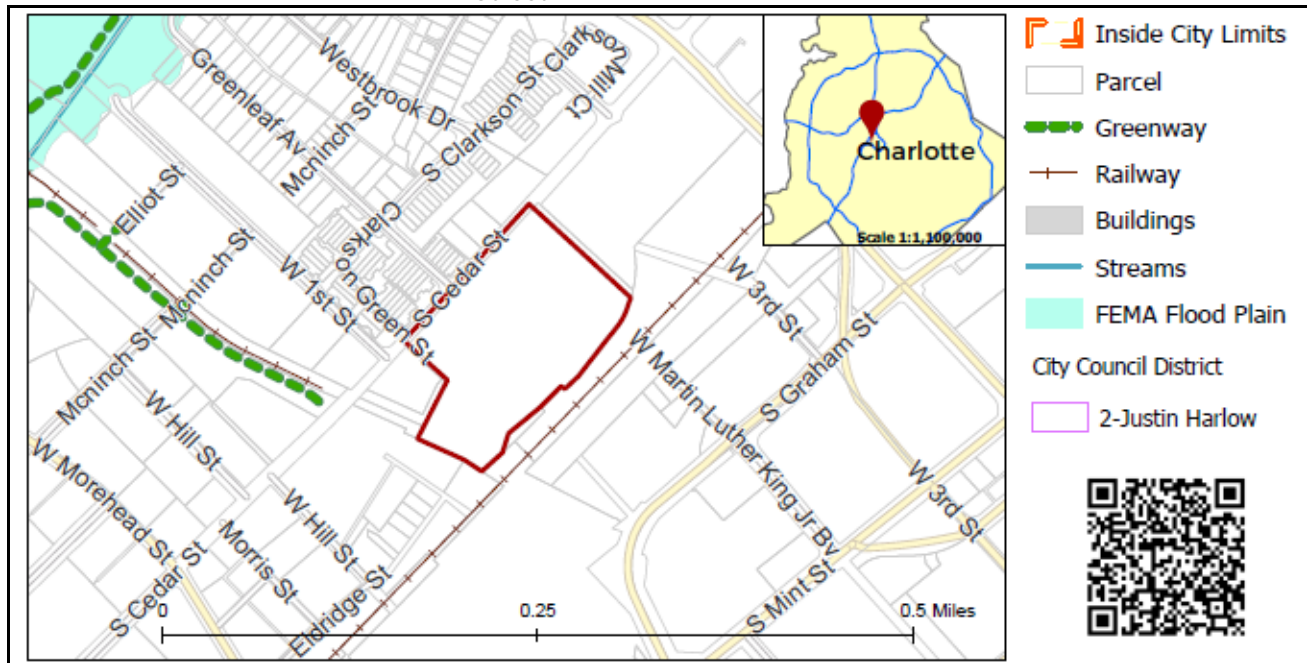 Westbrook Dr
Greenleaf Av
Mcninch St
S Clarkson St
Clarkson Mill Ct
Elliot St
Clarkson Green St
S Cedar St
W 1st St
Mcninch St
Mcninch St
W Hill St
W Morehead St
W Hill St
Morris St
S Cedar St
Eldridge St
W 3rd St
S Graham St
W Martin Luther King Jr Bv
W 3rd St
S Mint St
0
0.25
0.5 Miles
Charlotte
Scale 1:1,100,000
Inside City Limits
Parcel
Greenway
Railway
Buildings
Streams
FEMA Flood Plain
City Council District
2-Justin Harlow